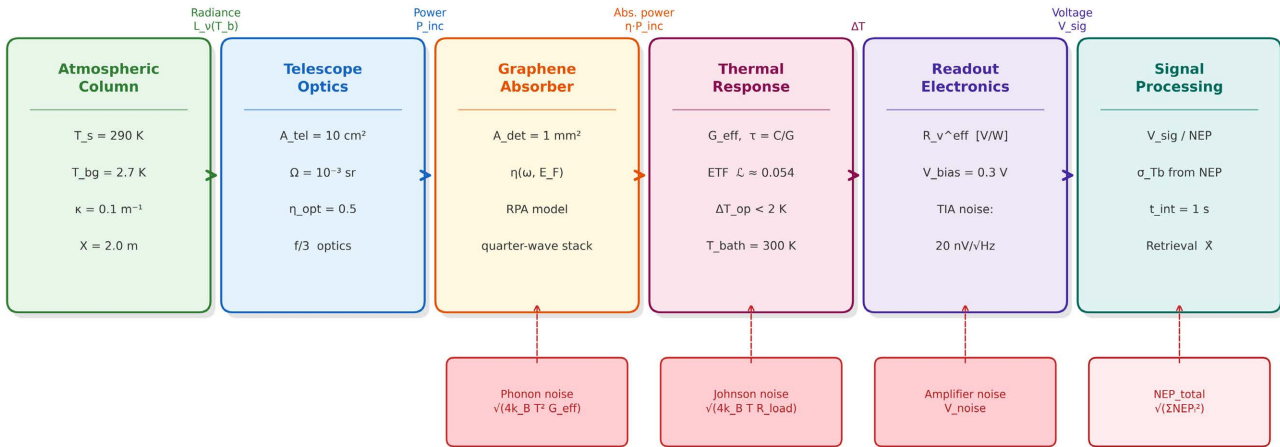 Radiance
L_ν(T_b)
Power
P_inc
Abs. power
η·P_inc
ΔT
Voltage
V_sig
Atmospheric
Column
T_s = 290 K
T_bg = 2.7 K
κ = 0.1 m⁻¹
X = 2.0 m
Telescope
Optics
A_tel = 10 cm²
Ω = 10⁻³ sr
η_opt = 0.5
f/3  optics
Graphene
Absorber
A_det = 1 mm²
η(ω, E_F)
RPA model
quarter-wave stack
Thermal
Response
G_eff,  τ = C/G
ETF  ℒ ≈ 0.054
ΔT_op < 2 K
T_bath = 300 K
Readout
Electronics
R_v^eff  [V/W]
V_bias = 0.3 V
TIA noise:
20 nV/√Hz
Signal
Processing
V_sig / NEP
σ_Tb from NEP
t_int = 1 s
Retrieval  X̂
Phonon noise
√(4k_B T² G_eff)
Johnson noise
√(4k_B T R_load)
Amplifier noise
V_noise
NEP_total
√(ΣNEPᵢ²)